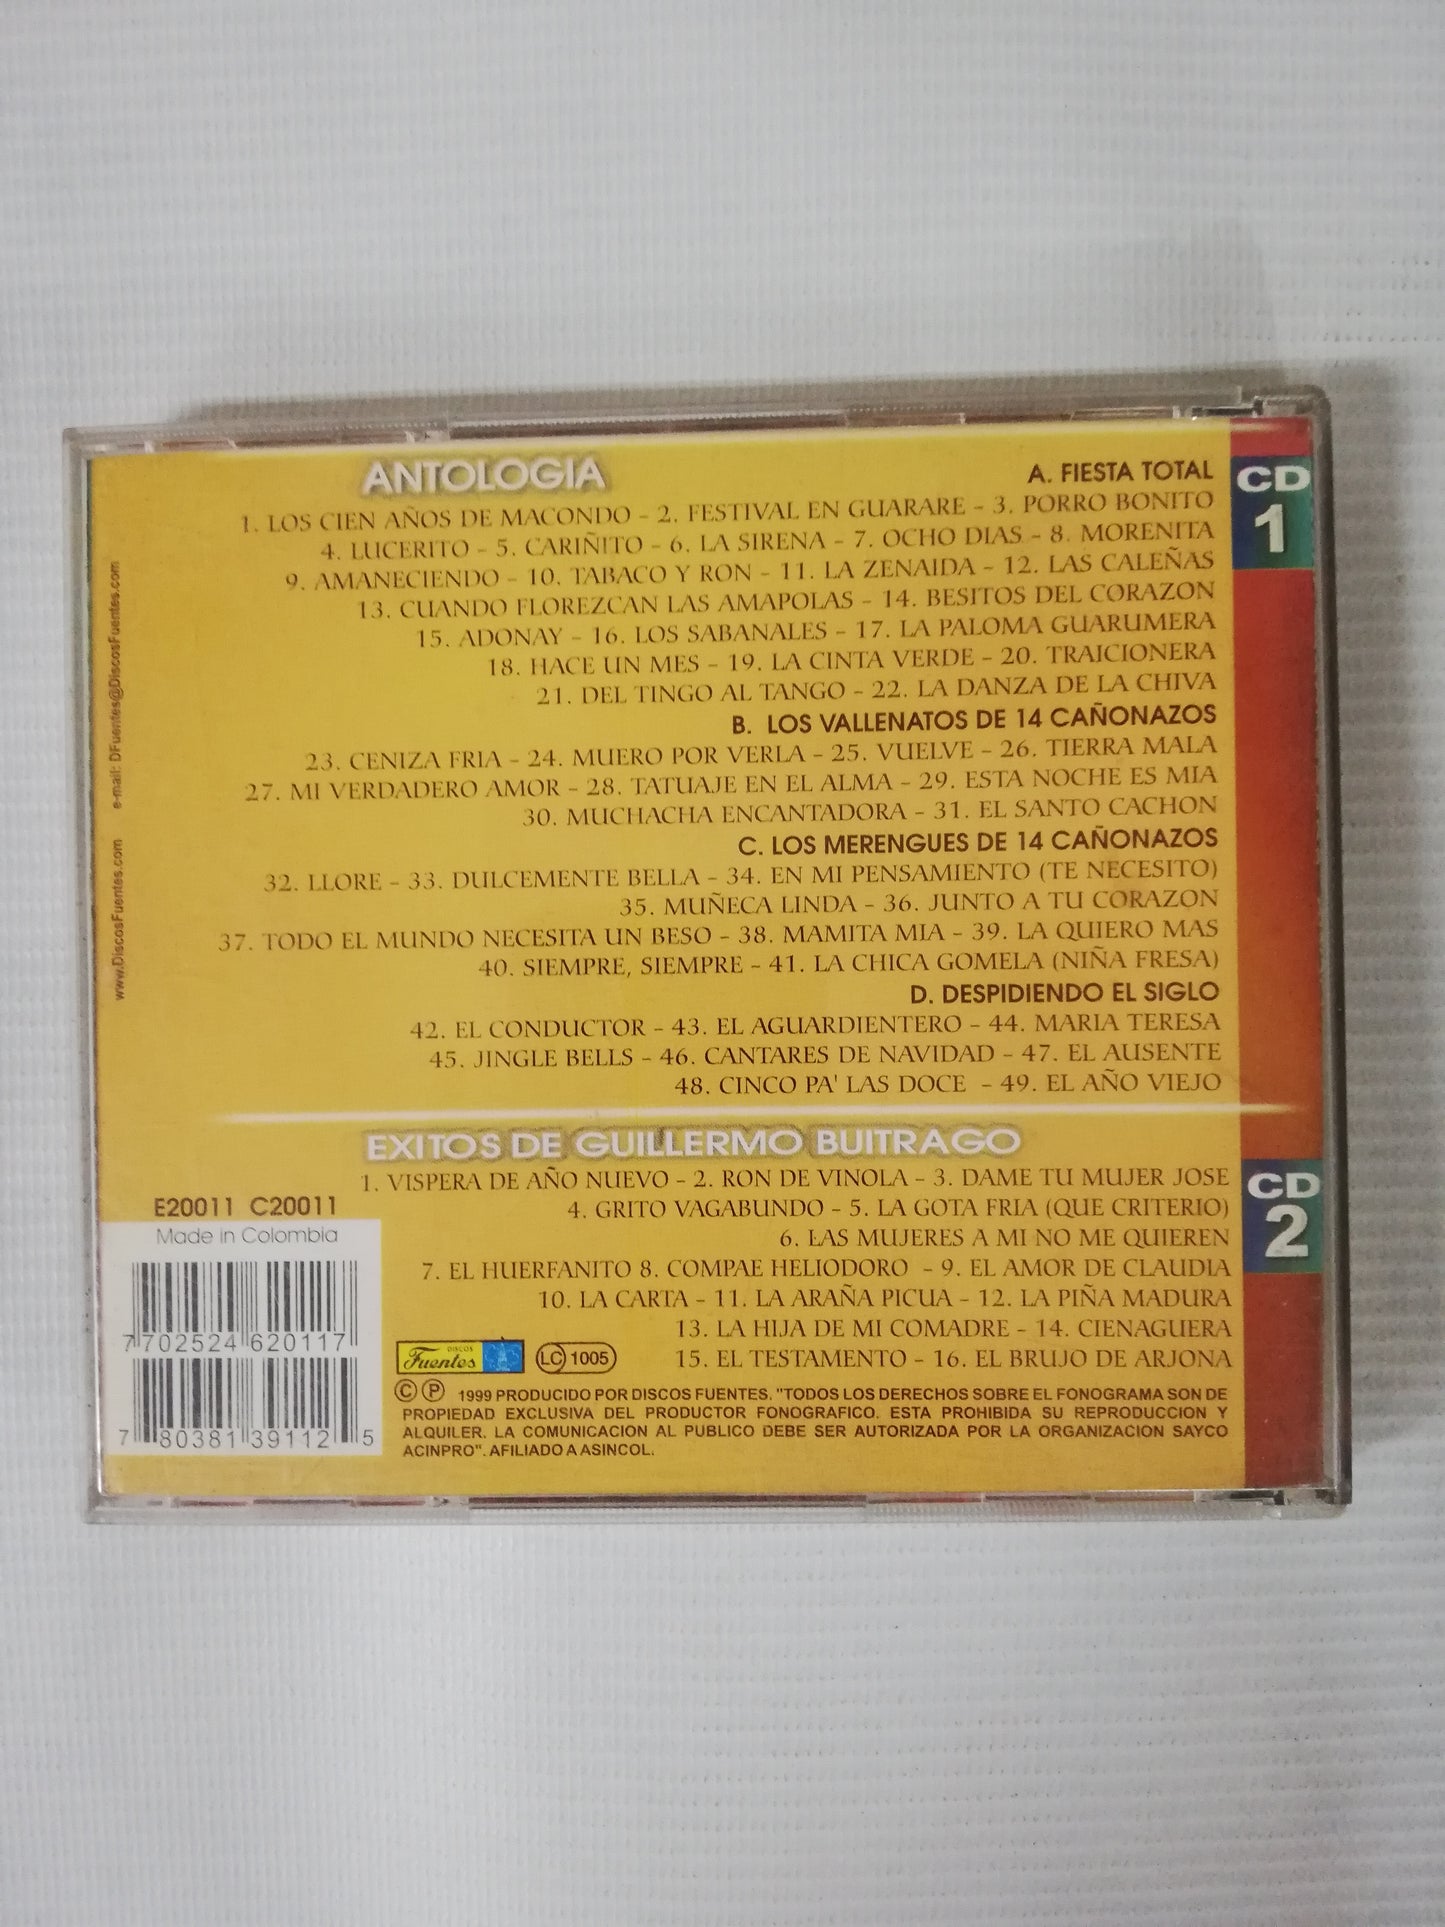 ANTOLOGIA
A. FIESTA TOTAL
CD
1
1. LOS CIEN AÑOS DE MACONDO - 2. FESTIVAL EN GUARARE - 3. PORRO BONITO
4. LUCERITO - 5. CARIÑITO - 6. LA SIRENA - 7. OCHO DIAS - 8. MORENITA
9. AMANECIENDO - 10. TABACO Y RON - 11. LA ZENAIDA - 12. LAS CALEÑAS
13. CUANDO FLOREZCAN LAS AMAPOLAS - 14. BESITOS DEL CORAZON
15. ADONAY - 16. LOS SABANALES - 17. LA PALOMA GUARUMERA
18. HACE UN MES - 19. LA CINTA VERDE - 20. TRAICIONERA
21. DEL TINGO AL TANGO - 22. LA DANZA DE LA CHIVA
B. LOS VALLENATOS DE 14 CAÑONAZOS
23. CENIZA FRIA - 24. MUERO POR VERLA - 25. VUELVE - 26. TIERRA MALA
27. MI VERDADERO AMOR - 28. TATUAJE EN EL ALMA - 29. ESTA NOCHE ES MIA
30. MUCHACHA ENCANTADORA - 31. EL SANTO CACHON
C. LOS MERENGUES DE 14 CAÑONAZOS
32. LLORE - 33. DULCEMENTE BELLA - 34. EN MI PENSAMIENTO (TE NECESITO)
35. MUÑECA LINDA - 36. JUNTO A TU CORAZON
37. TODO EL MUNDO NECESITA UN BESO - 38. MAMITA MIA - 39. LA QUIERO MAS
40. SIEMPRE, SIEMPRE - 41. LA CHICA GOMELA (NIÑA FRESA)
D. DESPIDIENDO EL SIGLO
42. EL CONDUCTOR - 43. EL AGUARDIENTERO - 44. MARIA TERESA
45. JINGLE BELLS - 46. CANTARES DE NAVIDAD - 47. EL AUSENTE
48. CINCO PA' LAS DOCE - 49. EL AÑO VIEJO
www.DiscosFuentes.com e-mail: DFuentes@DiscosFuentes.com
EXITOS DE GUILLERMO BUITRAGO
CD
2
1. VISPERA DE AÑO NUEVO - 2. RON DE VINOLA - 3. DAME TU MUJER JOSE
4. GRITO VAGABUNDO - 5. LA GOTA FRIA (QUE CRITERIO)
6. LAS MUJERES A MI NO ME QUIEREN
7. EL HUERFANITO 8. COMPAE HELIODORO - 9. EL AMOR DE CLAUDIA
10. LA CARTA - 11. LA ARAÑA PICUA - 12. LA PIÑA MADURA
13. LA HIJA DE MI COMADRE - 14. CIENAGUERA
15. EL TESTAMENTO - 16. EL BRUJO DE ARJONA
E20011 C20011
Made in Colombia
7 702524 620117
7 80381 39112 5
DISCOS
Fuentes
LC 1005
© ℗ 1999 PRODUCIDO POR DISCOS FUENTES. "TODOS LOS DERECHOS SOBRE EL FONOGRAMA SON DE
PROPIEDAD EXCLUSIVA DEL PRODUCTOR FONOGRAFICO. ESTA PROHIBIDA SU REPRODUCCION Y
ALQUILER. LA COMUNICACION AL PUBLICO DEBE SER AUTORIZADA POR LA ORGANIZACION SAYCO
ACINPRO". AFILIADO A ASINCOL.